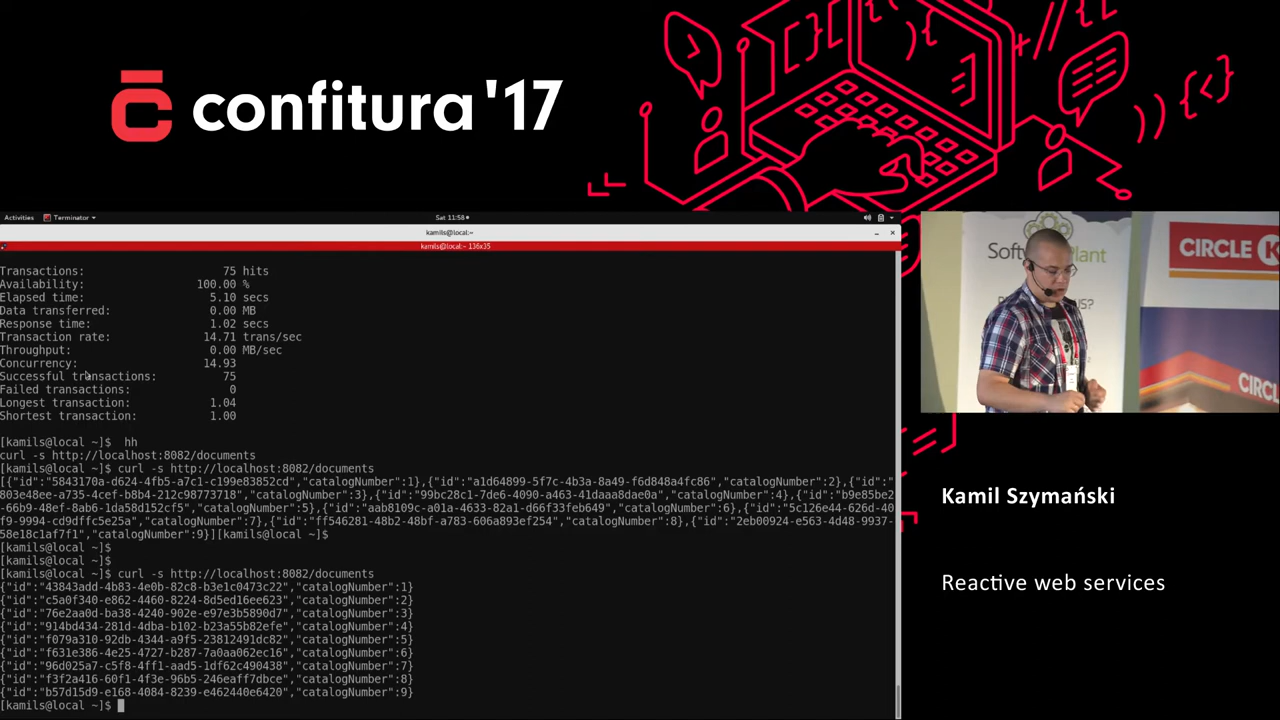 confitura '17
Activities
Terminator
Sat 11:58
kamils@local:~
kamils@local:~ 136x35
Transactions: 75 hits
Availability: 100.00 %
Elapsed time: 5.10 secs
Data transferred: 0.00 MB
Response time: 1.02 secs
Transaction rate: 14.71 trans/sec
Throughput: 0.00 MB/sec
Concurrency: 14.93
Successful transactions: 75
Failed transactions: 0
Longest transaction: 1.04
Shortest transaction: 1.00
[kamils@local ~]$ hh
curl -s http://localhost:8082/documents
[kamils@local ~]$ curl -s http://localhost:8082/documents
[{"id":"5843170a-d624-4fb5-a7c1-c199e83852cd","catalogNumber":1},{"id":"a1d64899-5f7c-4b3a-8a49-f6d848a4fc86","catalogNumber":2},{"id":"
803e48ee-a735-4cef-b8b4-212c98773718","catalogNumber":3},{"id":"99bc28c1-7de6-4090-a463-41daaa8dae0a","catalogNumber":4},{"id":"b9e85be2
-66b9-48ef-8ab6-1da58d152cf5","catalogNumber":5},{"id":"aab8109c-a01a-4633-82a1-d66f33feb649","catalogNumber":6},{"id":"5c126e44-626d-40
f9-9994-cd9dffc5e25a","catalogNumber":7},{"id":"ff546281-48b2-48bf-a783-606a893ef254","catalogNumber":8},{"id":"2eb00924-e563-4d48-9937-
58e18c1af7f1","catalogNumber":9}][kamils@local ~]$
[kamils@local ~]$
[kamils@local ~]$
[kamils@local ~]$ curl -s http://localhost:8082/documents
{"id":"43843add-4b83-4e0b-82c8-b3e1c0473c22","catalogNumber":1}
{"id":"c5a0f340-e862-4460-8224-8d5ed16ee623","catalogNumber":2}
{"id":"76e2aa0d-ba38-4240-902e-e97e3b5890d7","catalogNumber":3}
{"id":"914bd434-281d-4dba-b102-b23a55b82efe","catalogNumber":4}
{"id":"f079a310-92db-4344-a9f5-23812491dc82","catalogNumber":5}
{"id":"f631e386-4e25-4727-b287-7a0aa062ec16","catalogNumber":6}
{"id":"96d025a7-c5f8-4ff1-aad5-1df62c490438","catalogNumber":7}
{"id":"f3f2a416-60f1-4f3e-96b5-246eaff7dbce","catalogNumber":8}
{"id":"b57d15d9-e168-4084-8239-e462440e6420","catalogNumber":9}
[kamils@local ~]$
CIRCLE K
CIRC
Kamil Szymański
Reactive web services